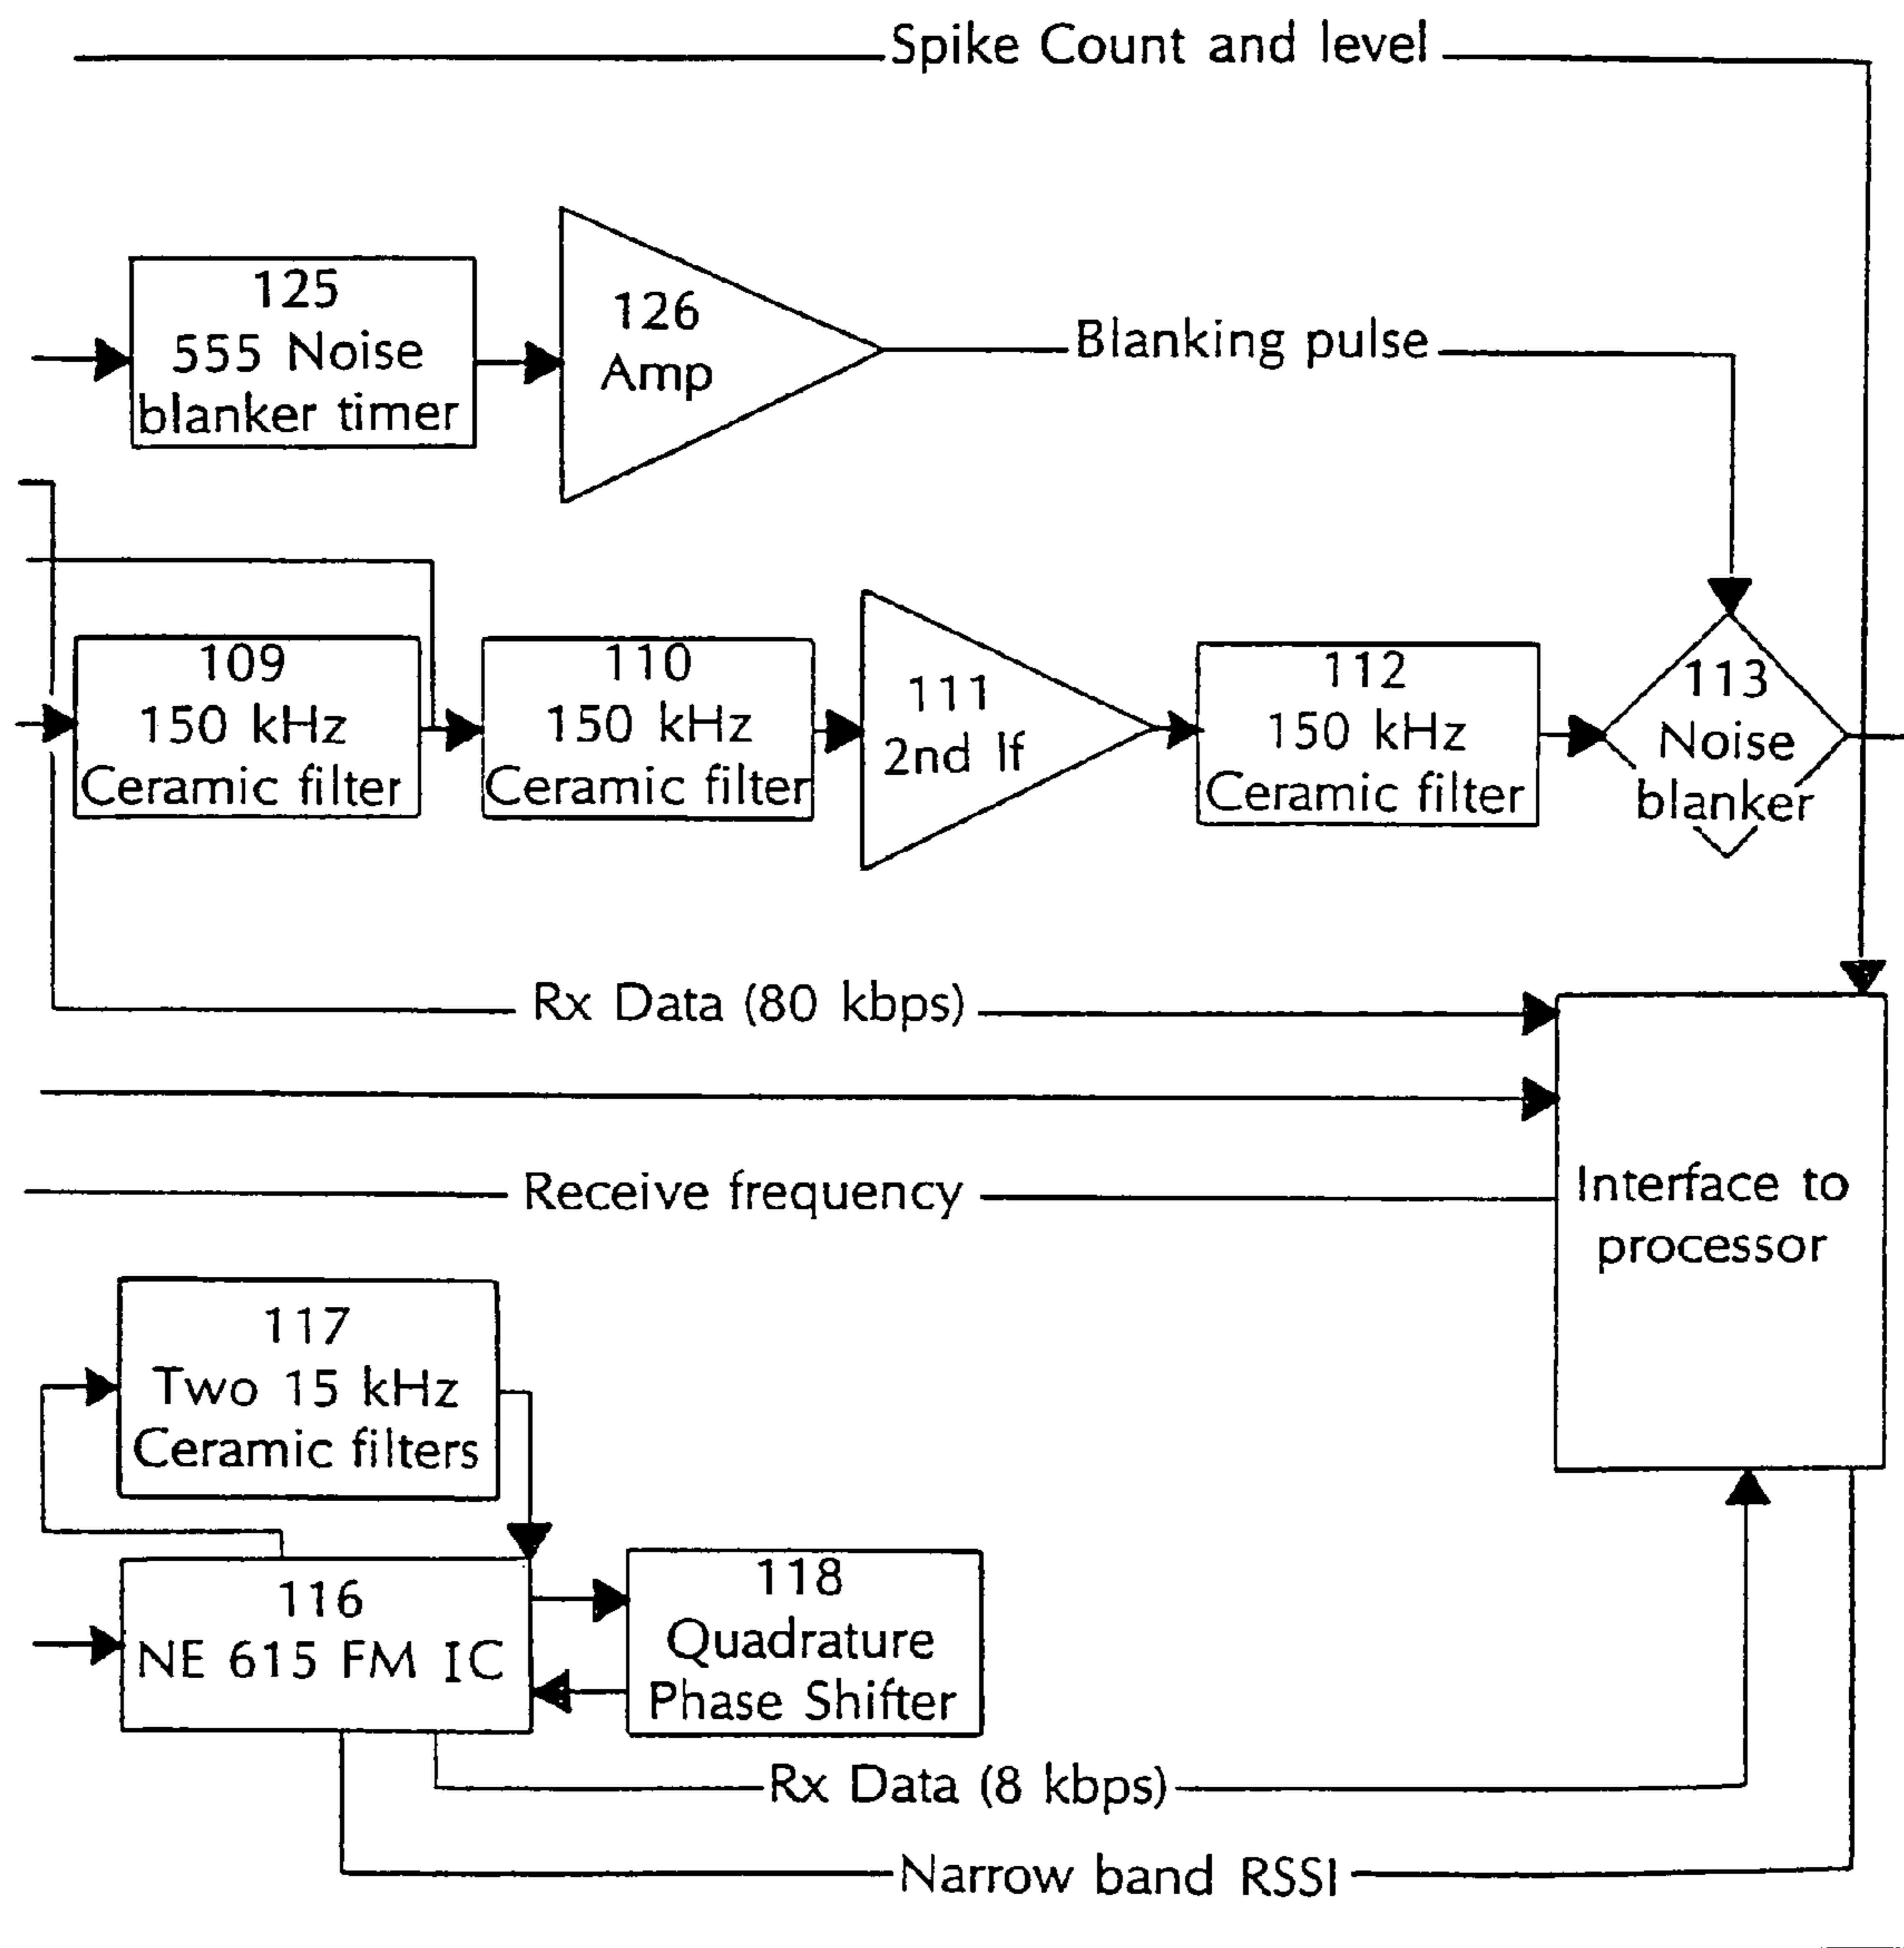 Spike Count and level
125
555 Noise
blanker timer
126
Amp
Blanking pulse
109
150 kHz
Ceramic filter
110
150 kHz
Ceramic filter
111
2nd If
112
150 kHz
Ceramic filter
113
Noise
blanker
Rx Data (80 kbps)
Receive frequency
Interface to
processor
117
Two 15 kHz
Ceramic filters
116
NE 615 FM IC
118
Quadrature
Phase Shifter
Rx Data (8 kbps)
Narrow band RSSI